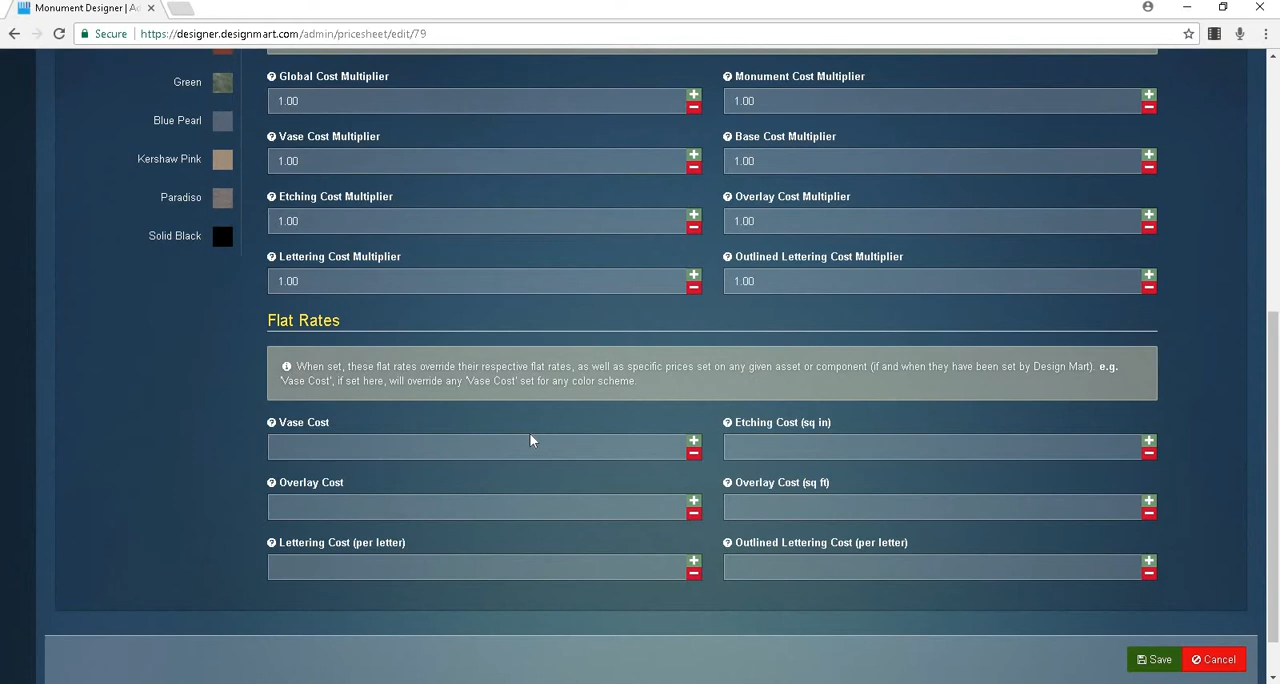 Monument Designer | Ad
Secure https://designer.designmart.com/admin/pricesheet/edit/79
Green
Blue Pearl
Kershaw Pink
Paradiso
Solid Black
Global Cost Multiplier
1.00
Monument Cost Multiplier
1.00
Vase Cost Multiplier
1.00
Base Cost Multiplier
1.00
Etching Cost Multiplier
1.00
Overlay Cost Multiplier
1.00
Lettering Cost Multiplier
1.00
Outlined Lettering Cost Multiplier
1.00
Flat Rates
When set, these flat rates override their respective flat rates, as well as specific prices set on any given asset or component (if and when they have been set by Design Mart). e.g.
'Vase Cost', if set here, will override any 'Vase Cost' set for any color scheme.
Vase Cost
Etching Cost (sq in)
Overlay Cost
Overlay Cost (sq ft)
Lettering Cost (per letter)
Outlined Lettering Cost (per letter)
Save Cancel